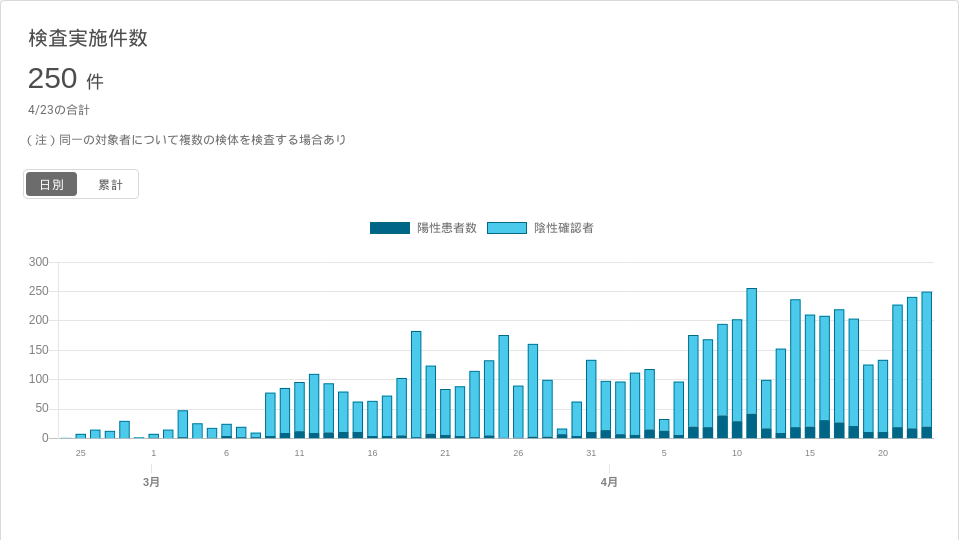 検査実施件数
250 件
4/23の合計
（注）同一の対象者について複数の検体を検査する場合あり
日別 累計
陽性患者数 陰性確認者
300
250
200
150
100
50
0
25 1 6 11 16 21 26 31 5 10 15 20
3月 4月